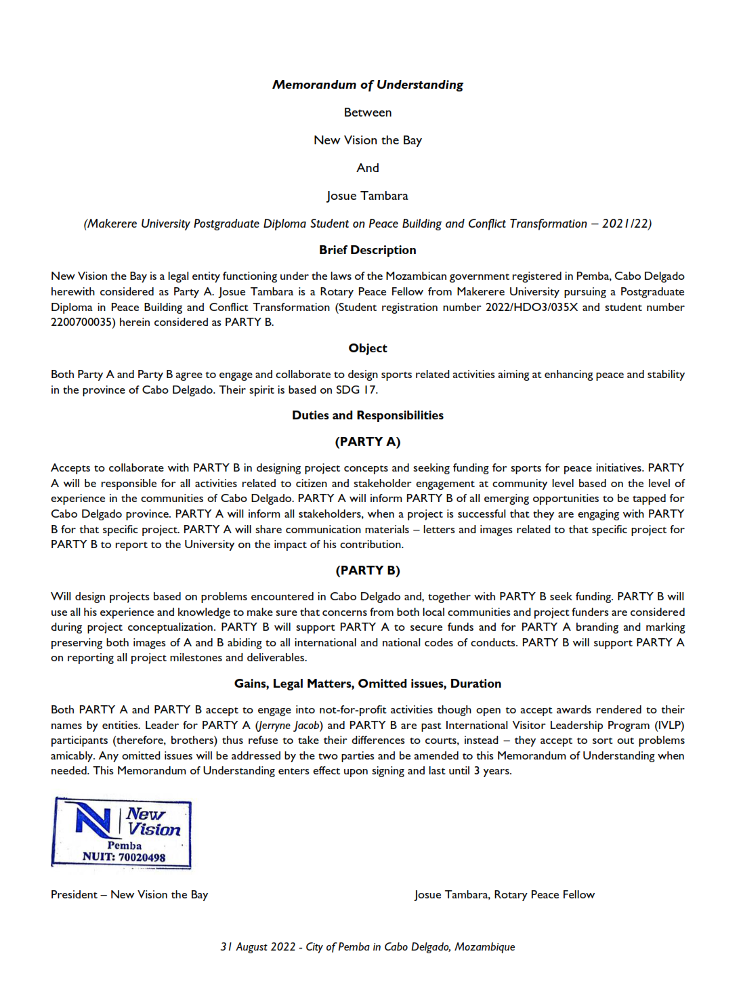 Memorandum of Understanding
Between
New Vision the Bay
And
Josue Tambara
(Makerere University Postgraduate Diploma Student on Peace Building and Conflict Transformation – 2021/22)
Brief Description
New Vision the Bay is a legal entity functioning under the laws of the Mozambican government registered in Pemba, Cabo Delgado
herewith considered as Party A. Josue Tambara is a Rotary Peace Fellow from Makerere University pursuing a Postgraduate
Diploma in Peace Building and Conflict Transformation (Student registration number 2022/HDO3/035X and student number
2200700035) herein considered as PARTY B.
Object
Both Party A and Party B agree to engage and collaborate to design sports related activities aiming at enhancing peace and stability
in the province of Cabo Delgado. Their spirit is based on SDG 17.
Duties and Responsibilities
(PARTY A)
Accepts to collaborate with PARTY B in designing project concepts and seeking funding for sports for peace initiatives. PARTY
A will be responsible for all activities related to citizen and stakeholder engagement at community level based on the level of
experience in the communities of Cabo Delgado. PARTY A will inform PARTY B of all emerging opportunities to be tapped for
Cabo Delgado province. PARTY A will inform all stakeholders, when a project is successful that they are engaging with PARTY
B for that specific project. PARTY A will share communication materials – letters and images related to that specific project for
PARTY B to report to the University on the impact of his contribution.
(PARTY B)
Will design projects based on problems encountered in Cabo Delgado and, together with PARTY B seek funding. PARTY B will
use all his experience and knowledge to make sure that concerns from both local communities and project funders are considered
during project conceptualization. PARTY B will support PARTY A to secure funds and for PARTY A branding and marking
preserving both images of A and B abiding to all international and national codes of conducts. PARTY B will support PARTY A
on reporting all project milestones and deliverables.
Gains, Legal Matters, Omitted issues, Duration
Both PARTY A and PARTY B accept to engage into not-for-profit activities though open to accept awards rendered to their
names by entities. Leader for PARTY A (Jerryne Jacob) and PARTY B are past International Visitor Leadership Program (IVLP)
participants (therefore, brothers) thus refuse to take their differences to courts, instead – they accept to sort out problems
amicably. Any omitted issues will be addressed by the two parties and be amended to this Memorandum of Understanding when
needed. This Memorandum of Understanding enters effect upon signing and last until 3 years.
N New
Vision
Pemba
NUIT: 70020498
President – New Vision the Bay Josue Tambara, Rotary Peace Fellow
31 August 2022 - City of Pemba in Cabo Delgado, Mozambique